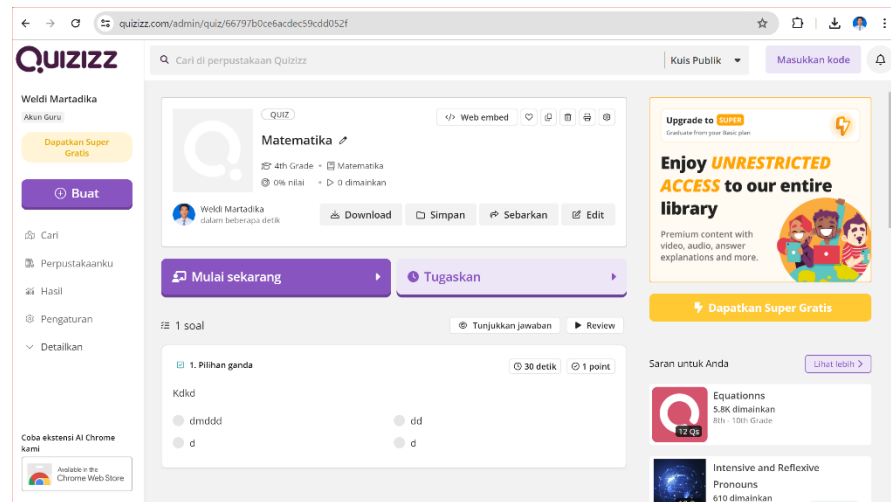 quizizz.com/admin/quiz/66797b0ce6acdec59cdd052f
QUIZIZZ
Cari di perpustakaan Quizizz
Kuis Publik
Masukkan kode
Weldi Martadika
Akun Guru
Dapatkan Super
Gratis
Buat
Cari
Perpustakaanku
Hasil
Pengaturan
Detailkan
Coba ekstensi AI Chrome
kami
Available in the
Chrome Web Store
QUIZ
Web embed
Matematika
4th Grade
Matematika
0% nilai
0 dimainkan
Weldi Martadika
dalam beberapa detik
Download
Simpan
Sebarkan
Edit
Mulai sekarang
Tugaskan
1 soal
Tunjukkan jawaban
Review
1. Pilihan ganda
30 detik
1 point
Kdkd
dmddd
dd
d
d
Upgrade to SUPER
Graduate from your Basic plan
Enjoy UNRESTRICTED
ACCESS to our entire
library
Premium content with
video, audio, answer
explanations and more.
Dapatkan Super Gratis
Saran untuk Anda
Lihat lebih
Equationns
5.8K dimainkan
8th - 10th Grade
12 Qs
Intensive and Reflexive
Pronouns
610 dimainkan